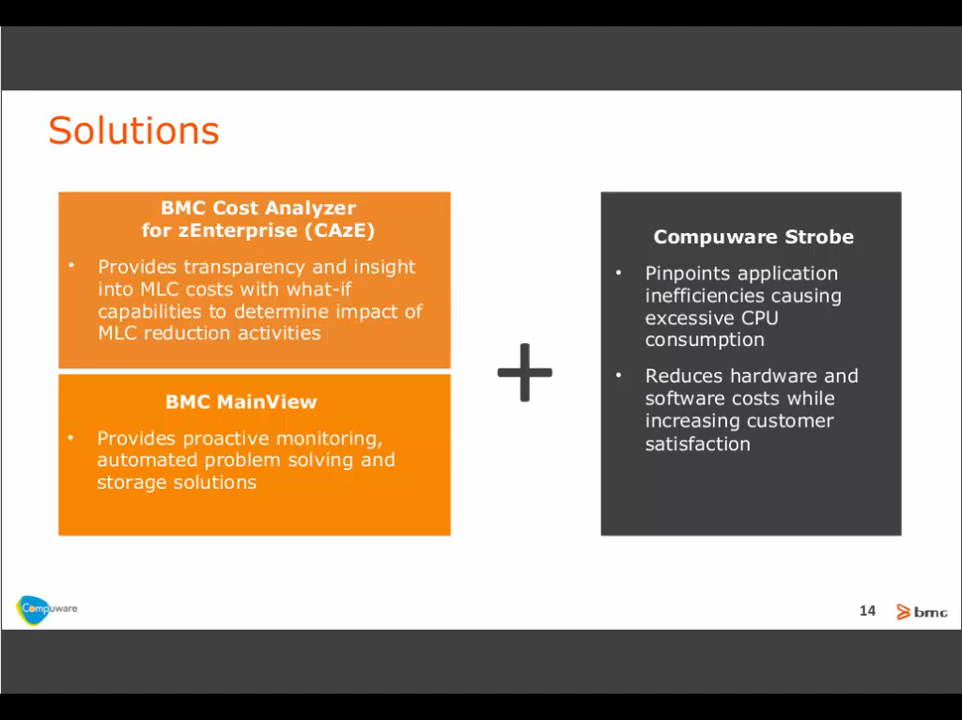 Solutions
BMC Cost Analyzer
for zEnterprise (CAzE)
• Provides transparency and insight
into MLC costs with what-if
capabilities to determine impact of
MLC reduction activities
BMC MainView
• Provides proactive monitoring,
automated problem solving and
storage solutions
+
Compuware Strobe
• Pinpoints application
inefficiencies causing
excessive CPU
consumption
• Reduces hardware and
software costs while
increasing customer
satisfaction
Compuware
14
bmc